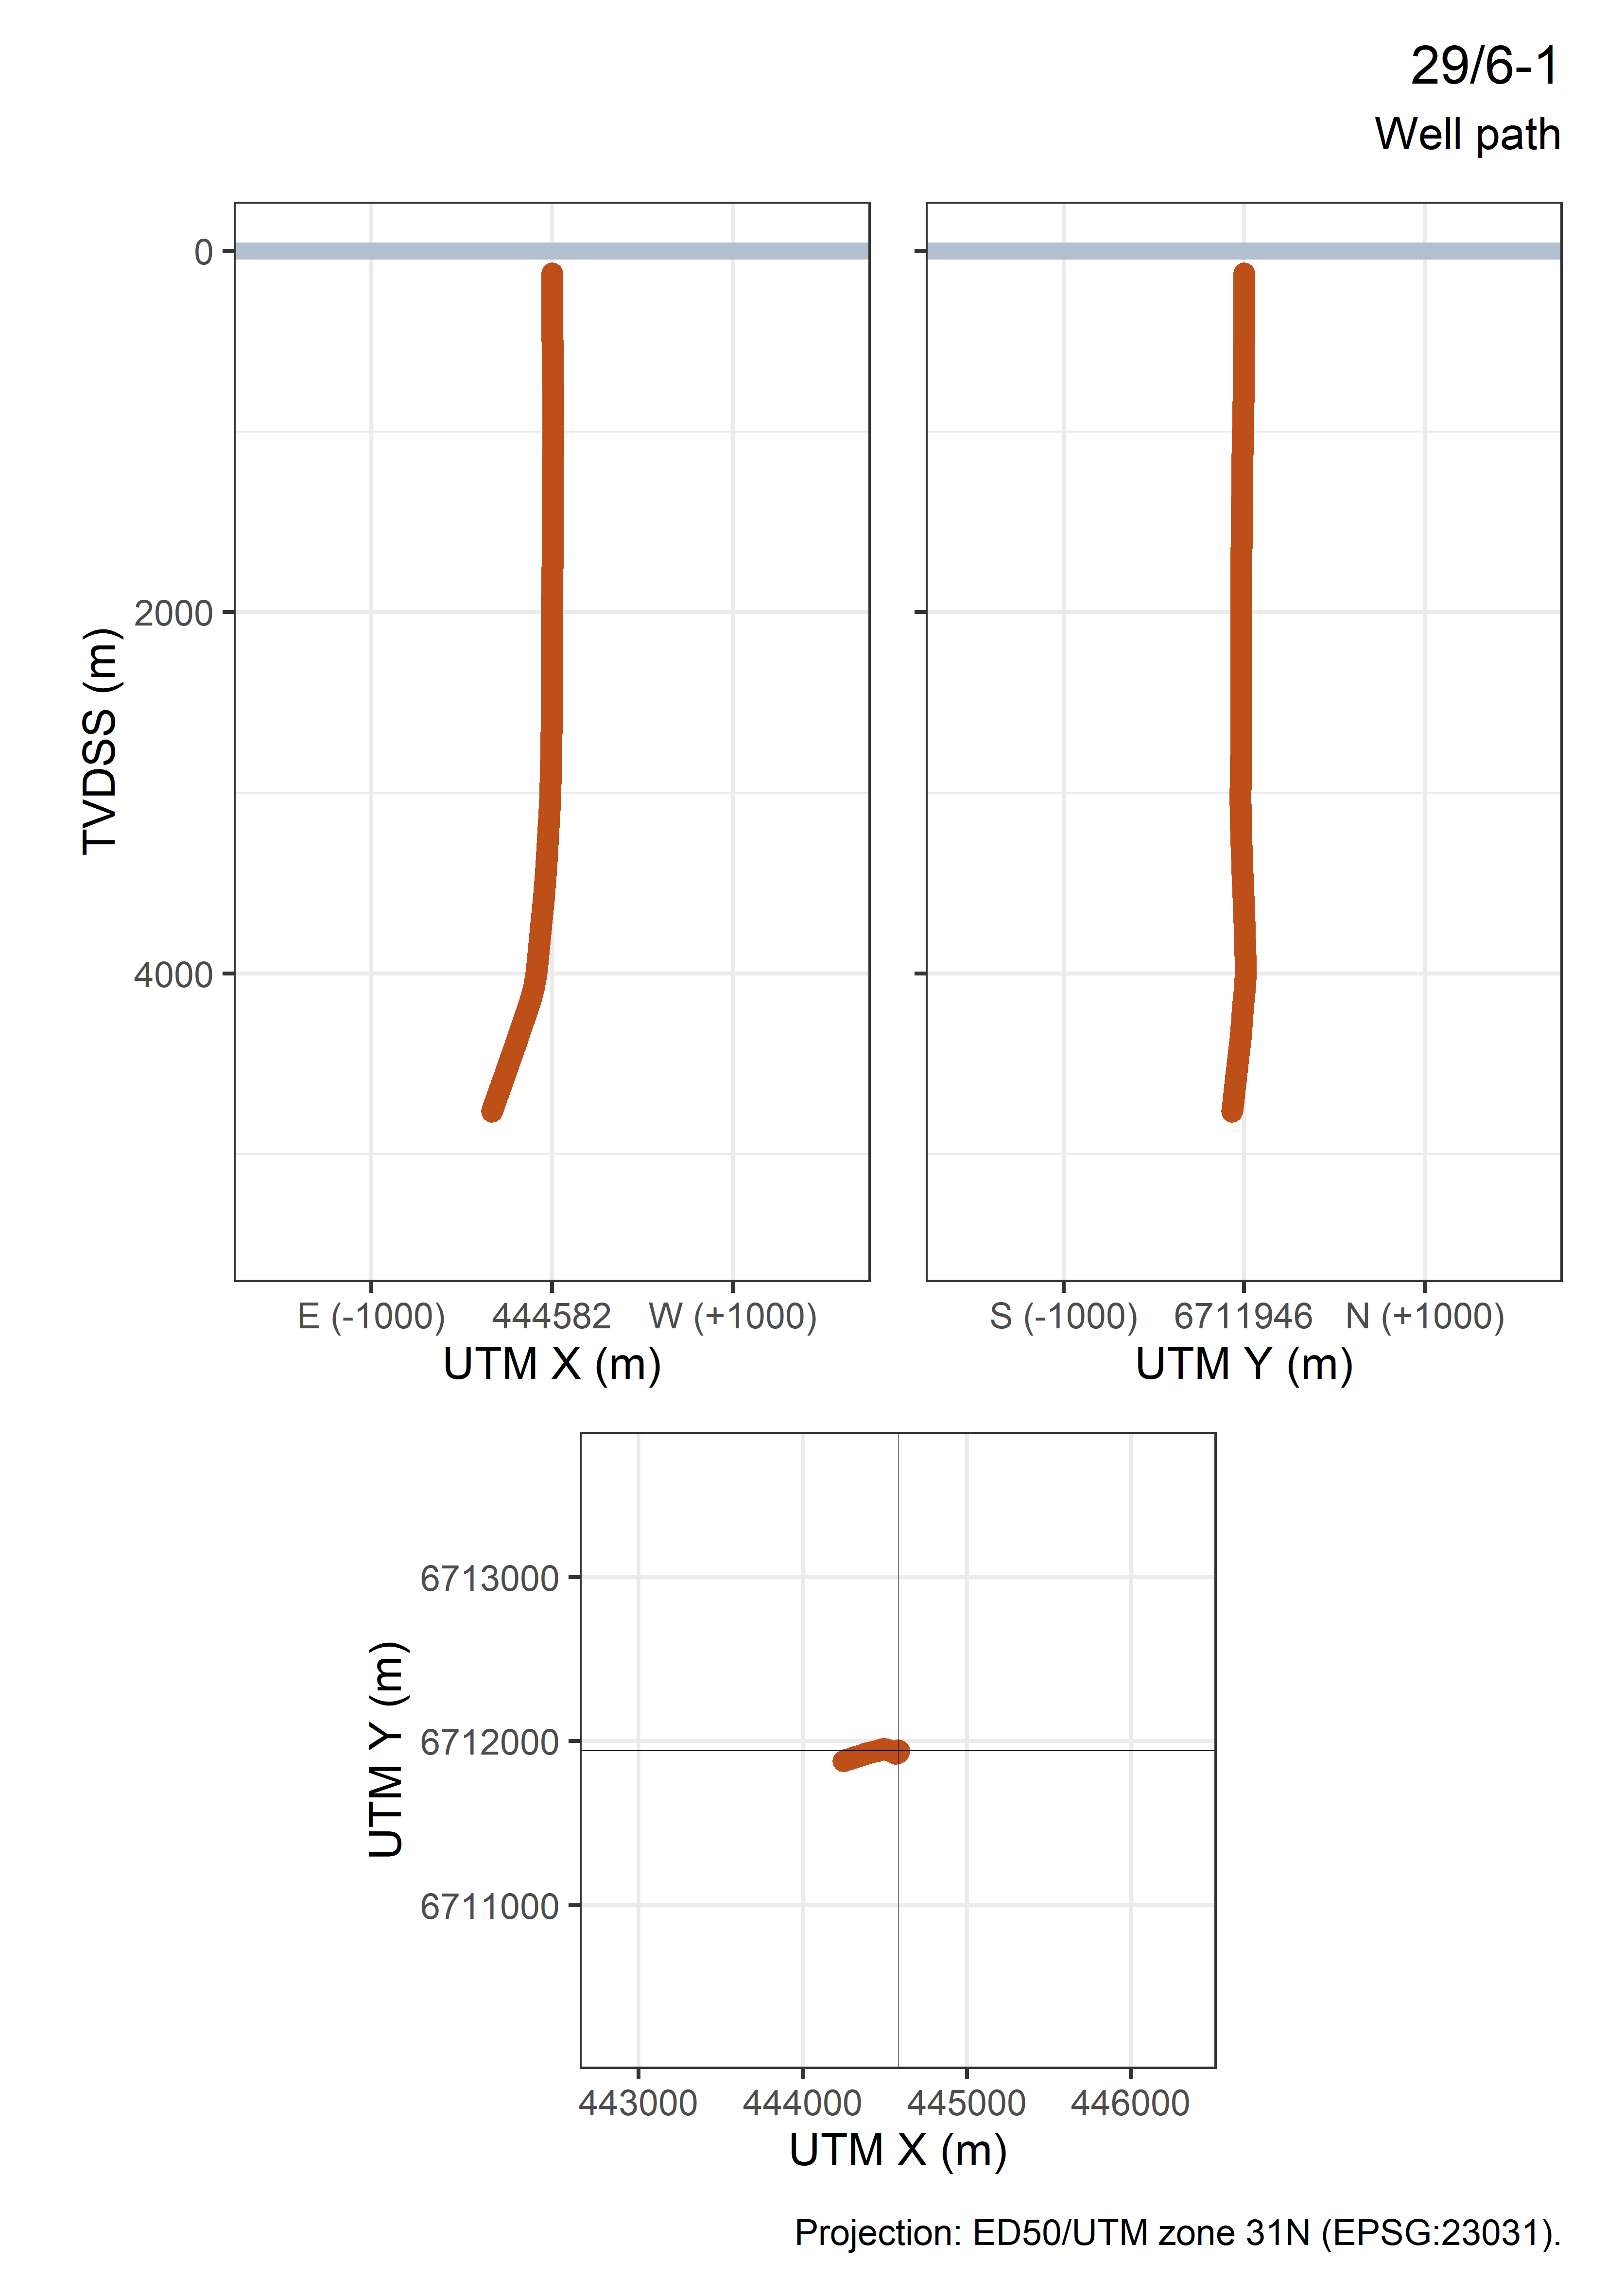 29/6-1
Well path
TVDSS (m)
0
2000
4000
E (-1000) 444582 W (+1000)
UTM X (m)
S (-1000) 6711946 N (+1000)
UTM Y (m)
UTM Y (m)
6713000
6712000
6711000
443000 444000 445000 446000
UTM X (m)
Projection: ED50/UTM zone 31N (EPSG:23031).